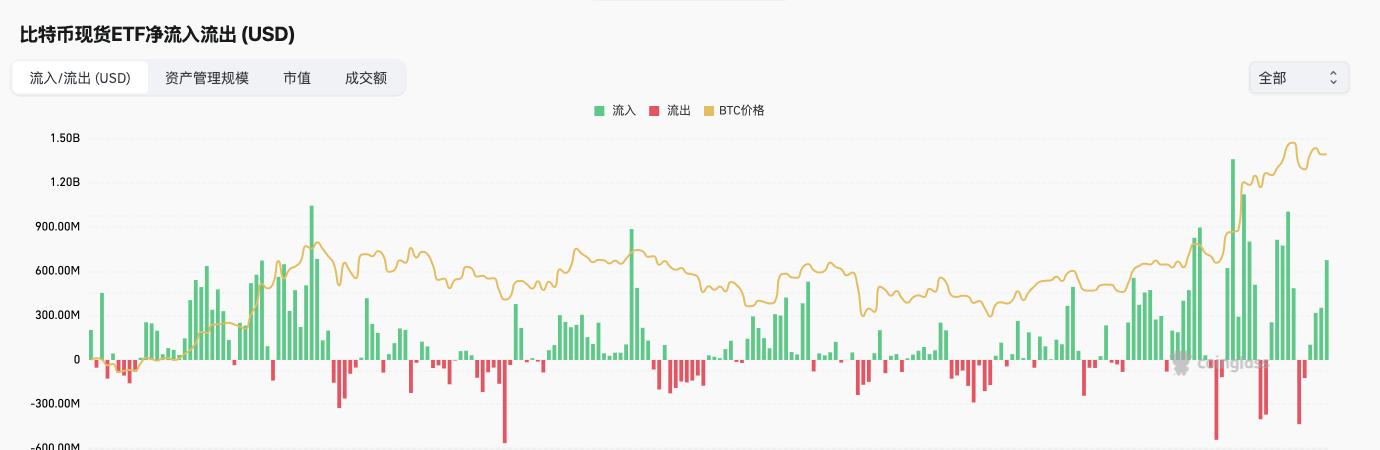 比特币现货ETF净流入流出 (USD)
流入/流出 (USD) 资产管理规模 市值 成交额 全部
流入 流出 BTC价格
1.50B
1.20B
900.00M
600.00M
300.00M
0
coinglass
-300.00M
-600.00M